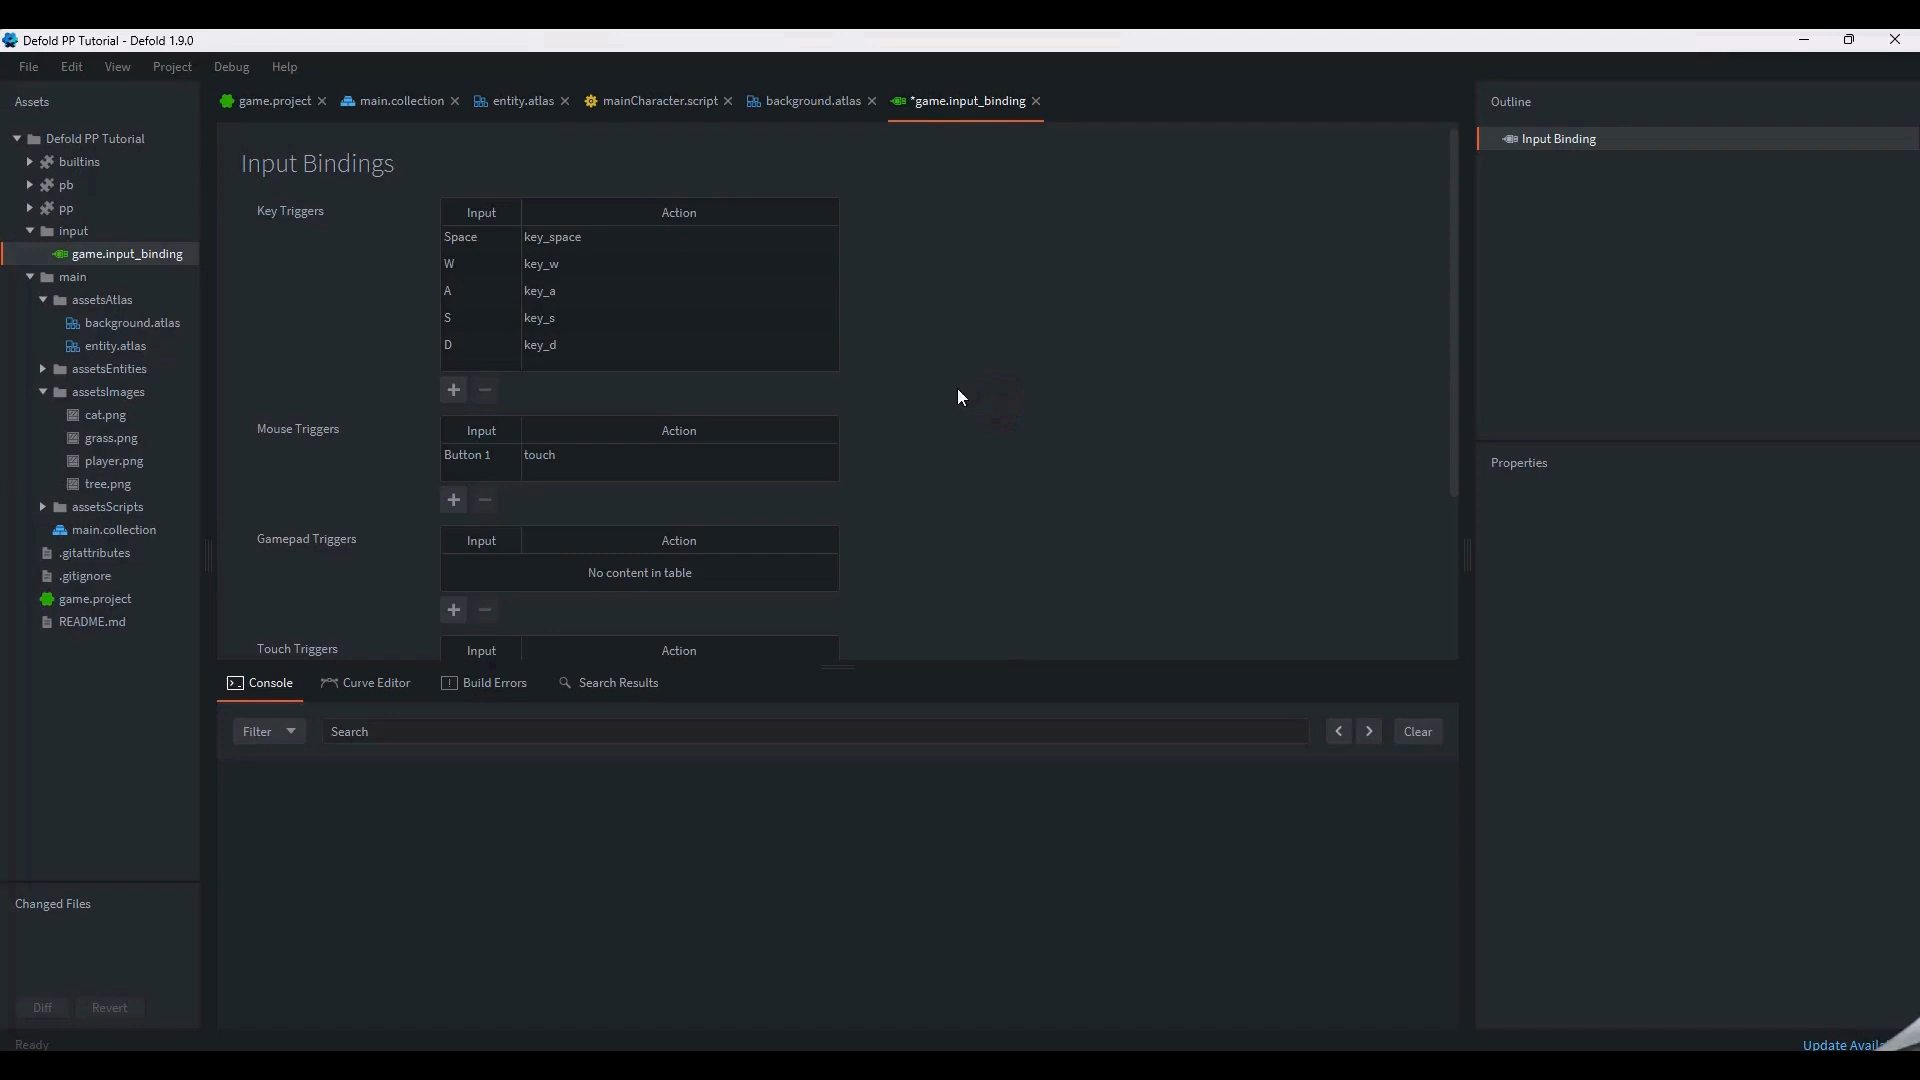 Defold PP Tutorial - Defold 1.9.0
File Edit View Project Debug Help
Assets
Defold PP Tutorial
builtins
pb
pp
input
game.input_binding
main
assetsAtlas
background.atlas
entity.atlas
assetsEntities
assetsImages
cat.png
grass.png
player.png
tree.png
assetsScripts
main.collection
.gitattributes
.gitignore
game.project
README.md
Changed Files
Diff Revert
Ready
game.project main.collection entity.atlas mainCharacter.script background.atlas *game.input_binding
Input Bindings
Key Triggers
Input Action
Space key_space
W key_w
A key_a
S key_s
D key_d
Mouse Triggers
Input Action
Button 1 touch
Gamepad Triggers
Input Action
No content in table
Touch Triggers
Input Action
Console Curve Editor Build Errors Search Results
Filter Search Clear
Outline
Input Binding
Properties
Update